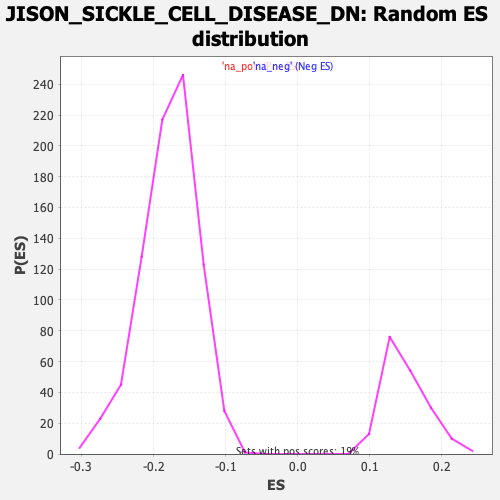 JISON_SICKLE_CELL_DISEASE_DN: Random ES
distribution
'na_po'na_neg' (Neg ES)
240
220
200
180
160
140
120
100
80
60
40
20
0
P(ES)
Sets with pos scores: 19%
-0.3 -0.2 -0.1 0.0 0.1 0.2
ES